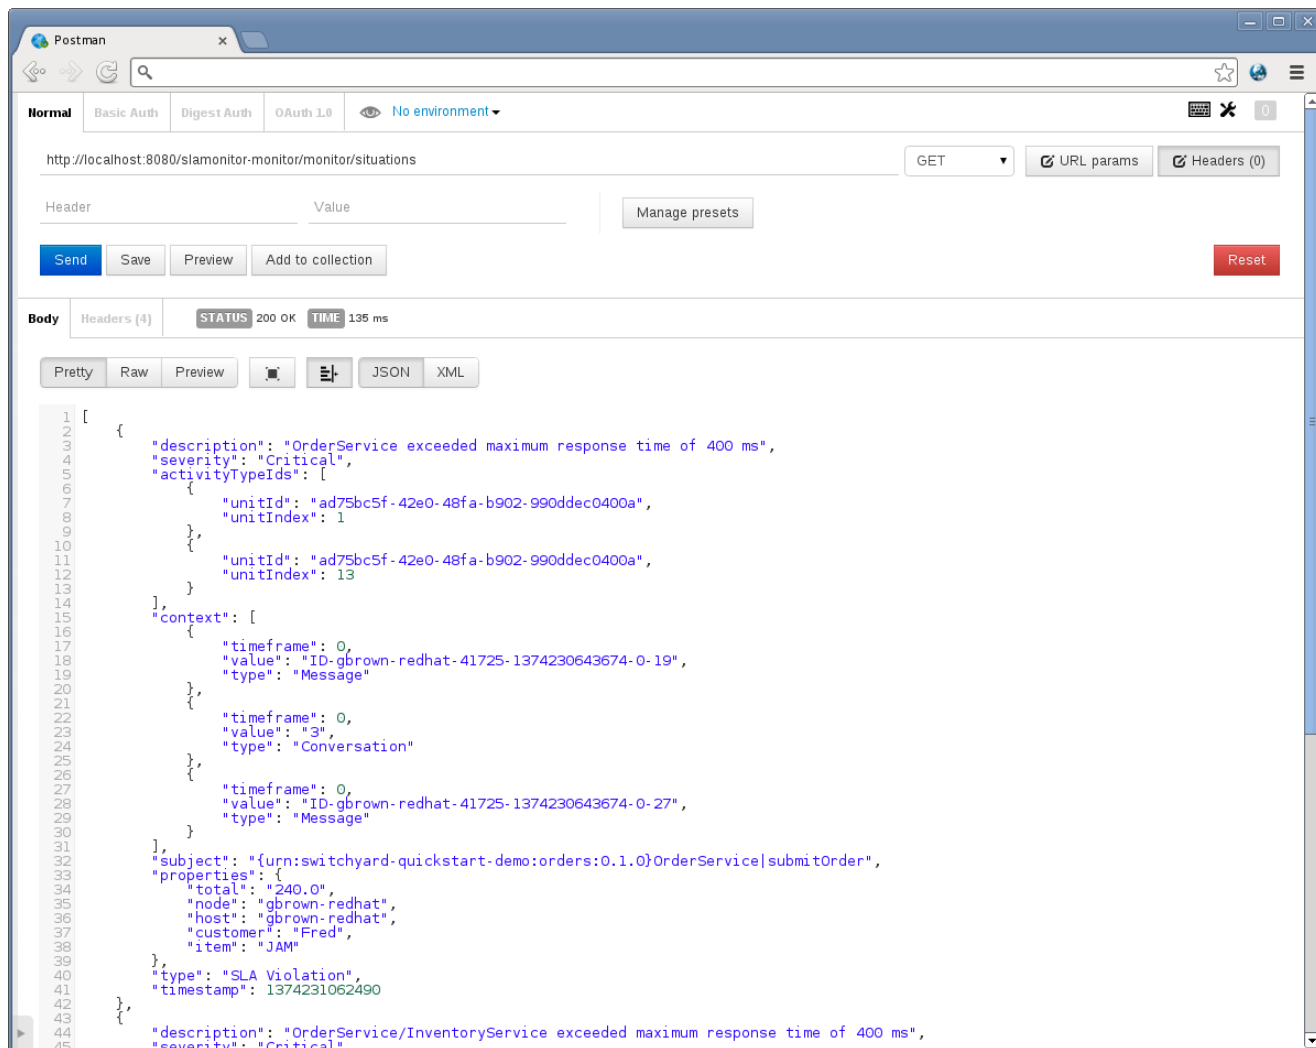 Postman
Normal Basic Auth Digest Auth OAuth 1.0 No environment 0
http://localhost:8080/slamonitor-monitor/monitor/situations GET URL params Headers (0)
Header Value Manage presets
Send Save Preview Add to collection Reset
Body Headers (4) STATUS 200 OK TIME 135 ms
Pretty Raw Preview JSON XML
1 [
2 {
3 "description": "OrderService exceeded maximum response time of 400 ms",
4 "severity": "Critical",
5 "activityTypeIds": [
6 {
7 "unitId": "ad75bc5f-42e0-48fa-b902-990ddec0400a",
8 "unitIndex": 1
9 },
10 {
11 "unitId": "ad75bc5f-42e0-48fa-b902-990ddec0400a",
12 "unitIndex": 13
13 }
14 ],
15 "context": [
16 {
17 "timeframe": 0,
18 "value": "ID-gbrown-redhat-41725-1374230643674-0-19",
19 "type": "Message"
20 },
21 {
22 "timeframe": 0,
23 "value": "3",
24 "type": "Conversation"
25 },
26 {
27 "timeframe": 0,
28 "value": "ID-gbrown-redhat-41725-1374230643674-0-27",
29 "type": "Message"
30 }
31 ],
32 "subject": "{urn:switchyard-quickstart-demo:orders:0.1.0}OrderService|submitOrder",
33 "properties": {
34 "total": "240.0",
35 "node": "gbrown-redhat",
36 "host": "gbrown-redhat",
37 "customer": "Fred",
38 "item": "JAM"
39 },
40 "type": "SLA Violation",
41 "timestamp": 1374231062490
42 },
43 {
44 "description": "OrderService/InventoryService exceeded maximum response time of 400 ms",
45 "severity": "Critical"